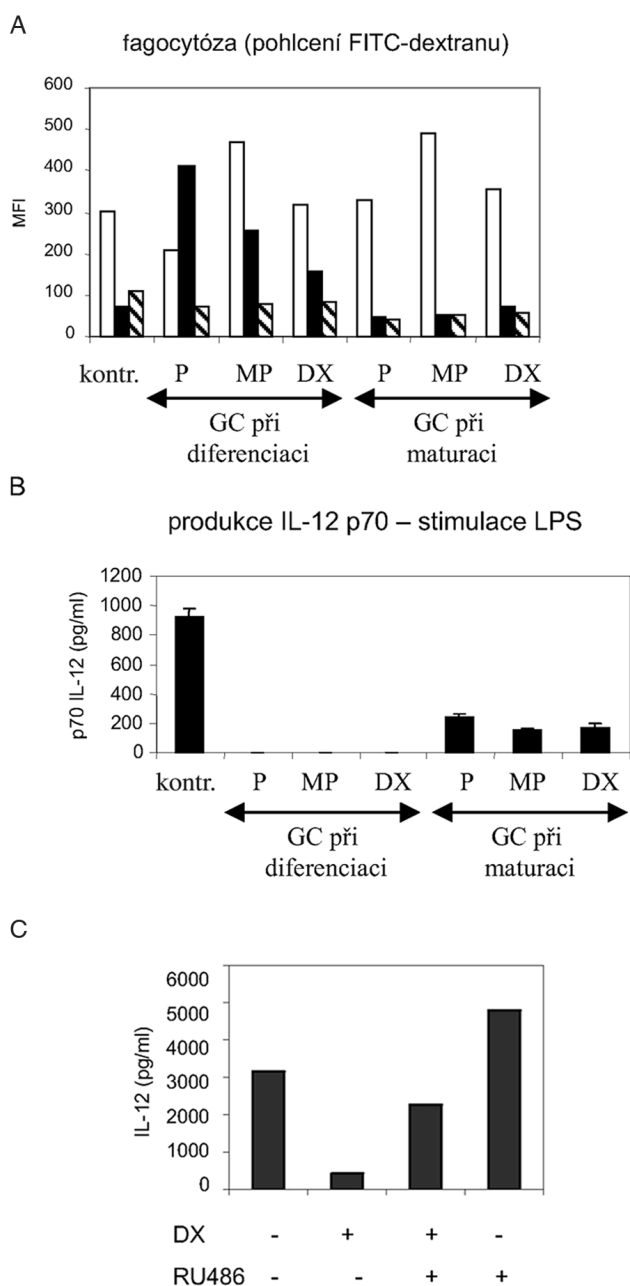 A
fagocytóza (pohlcení FITC-dextranu)
600
500
400
300
200
100
0
MFI
kontr. P MP DX P MP DX
GC při diferenciaci
GC při maturaci
B
produkce IL-12 p70 – stimulace LPS
1200
1000
800
600
400
200
0
p70 IL-12 (pg/ml)
kontr. P MP DX P MP DX
GC při diferenciaci
GC při maturaci
C
6000
5000
4000
3000
2000
1000
0
IL-12 (pg/ml)
DX - + + -
RU486 - - + +